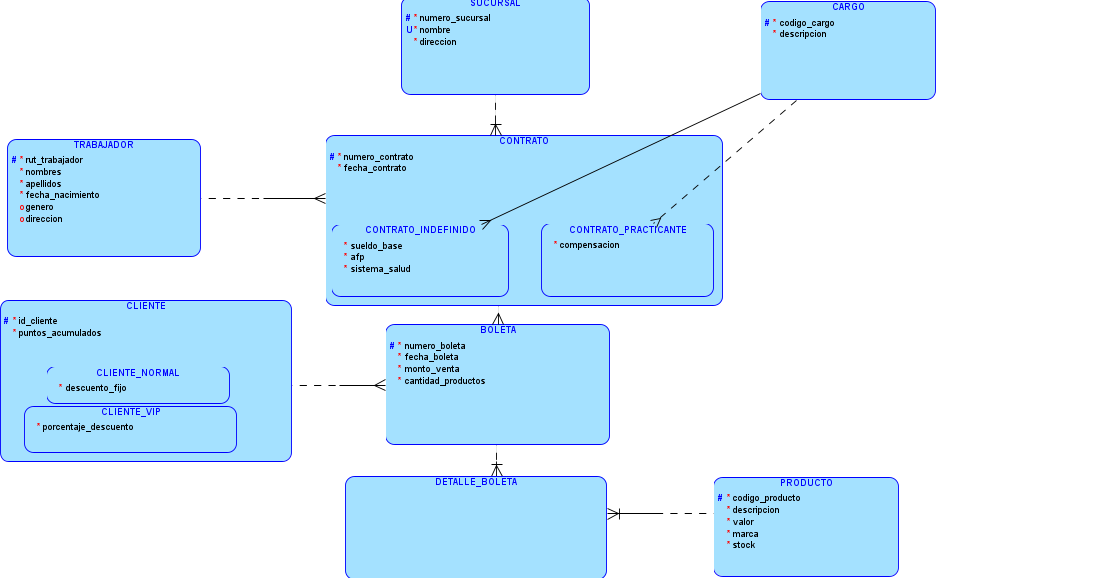 SUCURSAL
# * numero_sucursal
U * nombre
* direccion
CARGO
# * codigo_cargo
* descripcion
TRABAJADOR
# * rut_trabajador
* nombres
* apellidos
* fecha_nacimiento
o genero
o direccion
CONTRATO
# * numero_contrato
* fecha_contrato
CONTRATO_INDEFINIDO
* sueldo_base
* afp
* sistema_salud
CONTRATO_PRACTICANTE
* compensacion
CLIENTE
# * id_cliente
* puntos_acumulados
CLIENTE_NORMAL
* descuento_fijo
CLIENTE_VIP
* porcentaje_descuento
BOLETA
# * numero_boleta
* fecha_boleta
* monto_venta
* cantidad_productos
DETALLE_BOLETA
PRODUCTO
# * codigo_producto
* descripcion
* valor
* marca
* stock